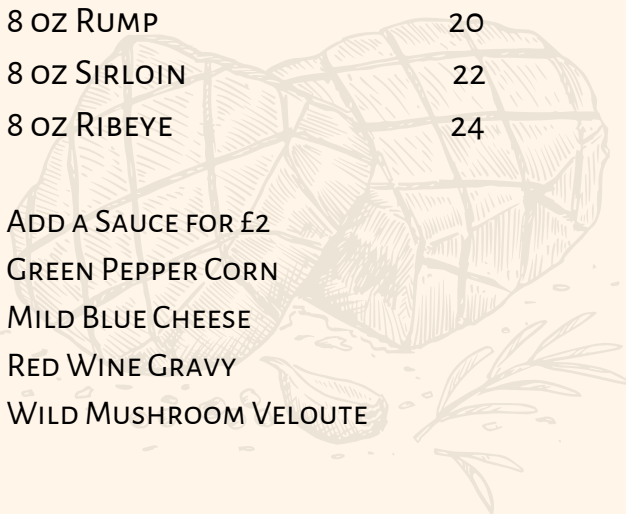 8 oz Rump 20
8 oz Sirloin 22
8 oz Ribeye 24
Add a Sauce for £2
Green Pepper Corn
Mild Blue Cheese
Red Wine Gravy
Wild Mushroom Veloute